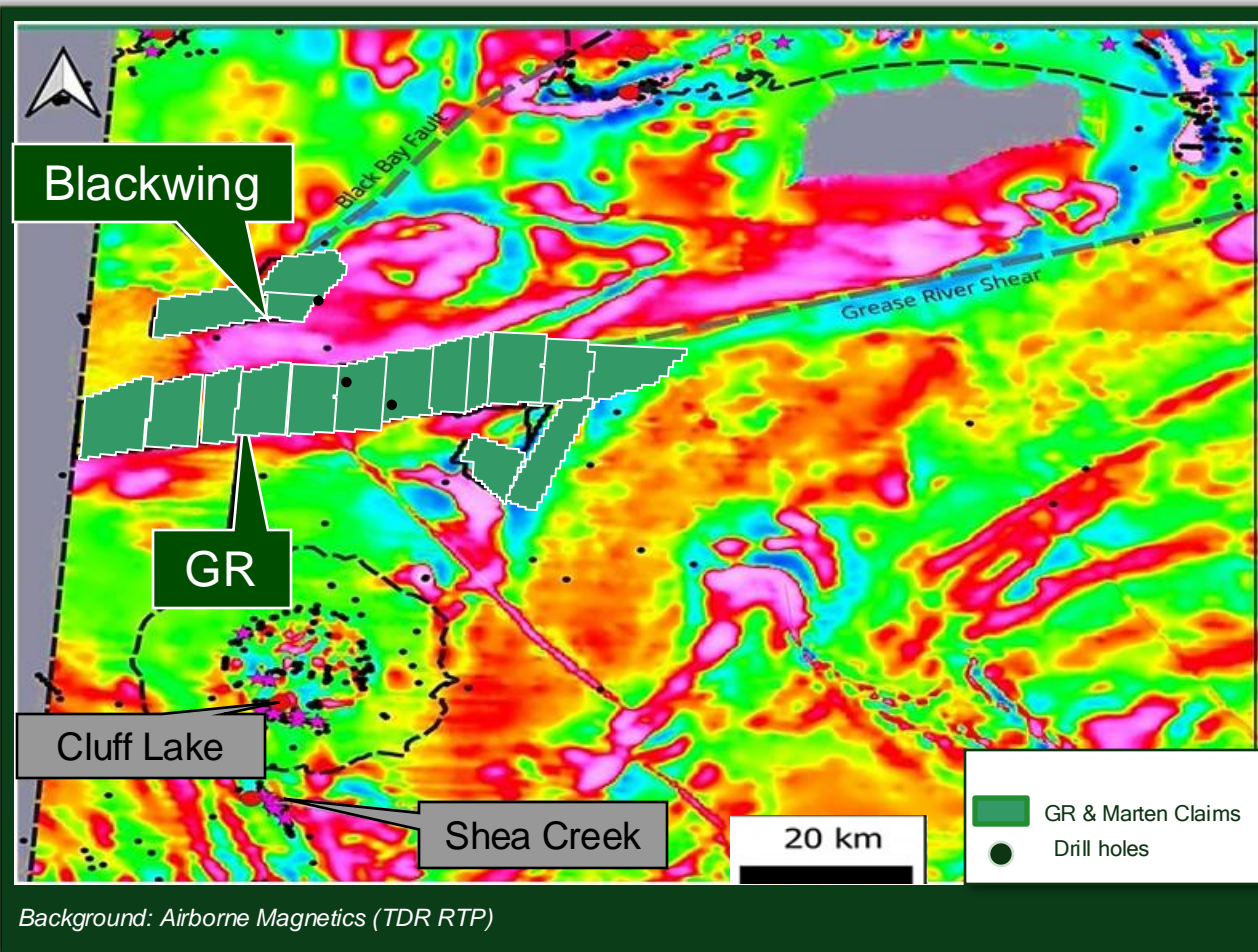 Black Bay Fault
Blackwing
Grease River Shear
GR
Cluff Lake
Shea Creek
20 km
GR & Marten Claims
Drill holes
Background: Airborne Magnetics (TDR RTP)